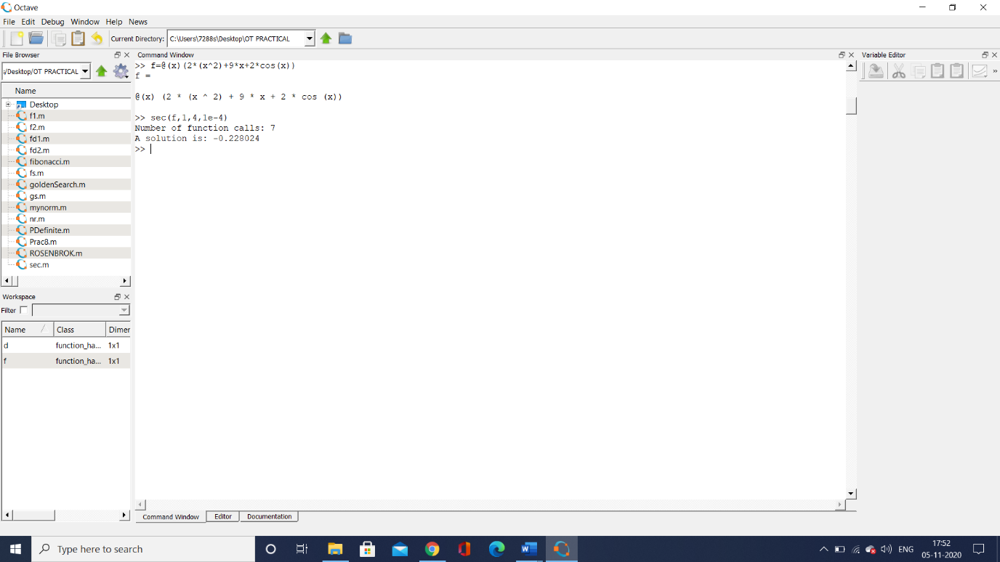 Octave
File Edit Debug Window Help News
Current Directory: C:\Users\7288s\Desktop\OT PRACTICAL
File Browser
Command Window
Variable Editor
s/Desktop/OT PRACTICAL
»
Name
Desktop
f1.m
f2.m
fd1.m
fd2.m
fibonacci.m
fs.m
goldenSearch.m
gs.m
mynorm.m
nr.m
PDefinite.m
Prac8.m
ROSENBROK.m
sec.m
>> f=@(x)(2*(x^2)+9*x+2*cos(x))
f =
@(x) (2 * (x ^ 2) + 9 * x + 2 * cos (x))
>> sec(f,1,4,1e-4)
Number of function calls: 7
A solution is: -0.228024
>>
Workspace
Filter
Name Class Dimer
d function_ha... 1x1
f function_ha... 1x1
Command Window Editor Documentation
Type here to search
ENG
17:52
05-11-2020